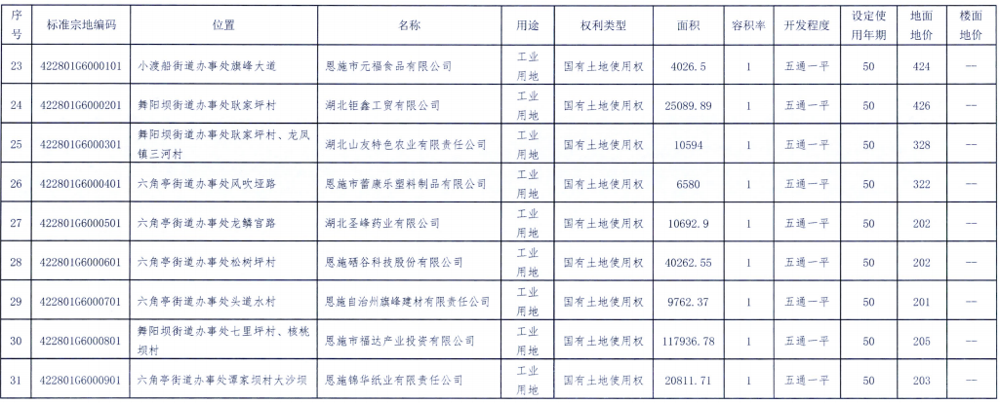 序号 标准宗地编码 位置 名称 用途 权利类型 面积 容积率 开发程度 设定使用年期 地面地价 楼面地价
23 422801G6000101 小渡船街道办事处旗峰大道 恩施市元福食品有限公司 工业用地 国有土地使用权 4026.5 1 五通一平 50 424 --
24 422801G6000201 舞阳坝街道办事处耿家坪村 湖北钜鑫工贸有限公司 工业用地 国有土地使用权 25089.89 1 五通一平 50 426 --
25 422801G6000301 舞阳坝街道办事处耿家坪村、龙凤镇三河村 湖北山友特色农业有限责任公司 工业用地 国有土地使用权 10594 1 五通一平 50 328 --
26 422801G6000401 六角亭街道办事处风吹垭路 恩施市蕾康乐塑料制品有限公司 工业用地 国有土地使用权 6580 1 五通一平 50 322 --
27 422801G6000501 六角亭街道办事处龙鳞宫路 湖北圣峰药业有限公司 工业用地 国有土地使用权 10692.9 1 五通一平 50 202 --
28 422801G6000601 六角亭街道办事处松树坪村 恩施硒谷科技股份有限公司 工业用地 国有土地使用权 40262.55 1 五通一平 50 202 --
29 422801G6000701 六角亭街道办事处头道水村 恩施自治州旗峰建材有限责任公司 工业用地 国有土地使用权 9762.37 1 五通一平 50 201 --
30 422801G6000801 舞阳坝街道办事处七里坪村、核桃坝村 恩施市福达产业投资有限公司 工业用地 国有土地使用权 117936.78 1 五通一平 50 205 --
31 422801G6000901 六角亭街道办事处谭家坝村大沙坝 恩施锦华纸业有限责任公司 工业用地 国有土地使用权 20811.71 1 五通一平 50 203 --